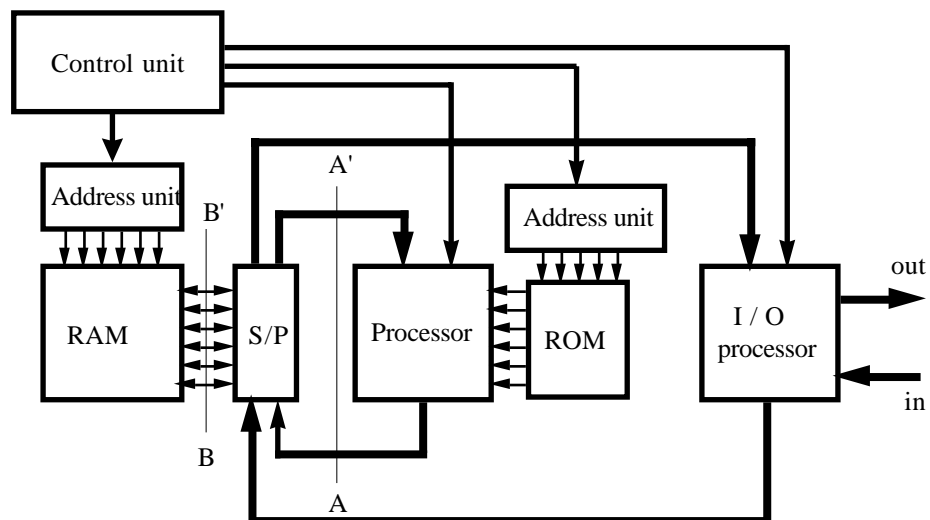 Control unit
A'
Address unit
B'
Address unit
RAM
S/P
Processor
ROM
I / O
processor
out
in
B
A